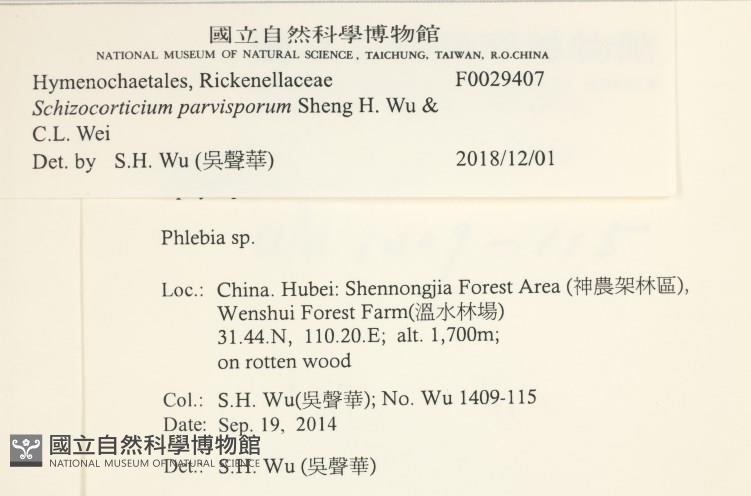 國立自然科學博物館
NATIONAL MUSEUM OF NATURAL SCIENCE, TAICHUNG, TAIWAN, R.O.CHINA
Hymenochaetales, Rickenellaceae F0029407
Schizocorticium parvisporum Sheng H. Wu &
C.L. Wei
Det. by S.H. Wu (吳聲華) 2018/12/01
Phlebia sp.
Loc.: China. Hubei: Shennongjia Forest Area (神農架林區),
Wenshui Forest Farm(溫水林場)
31.44.N, 110.20.E; alt. 1,700m;
on rotten wood
Col.: S.H. Wu(吳聲華); No. Wu 1409-115
Date: Sep. 19, 2014
國立自然科學博物館
NATIONAL MUSEUM OF NATURAL SCIENCE
Det.: S.H. Wu (吳聲華)